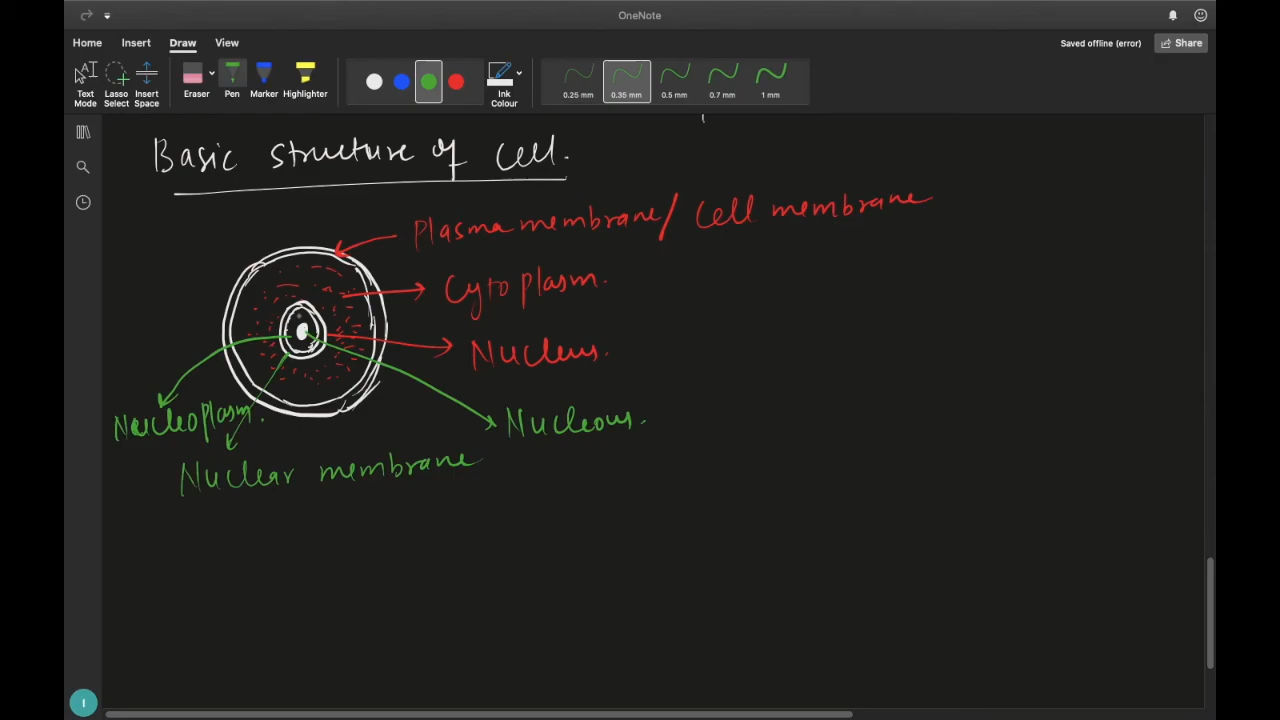 OneNote
Home Insert Draw View
Saved offline (error) Share
Text Mode
Lasso Select
Insert Space
Eraser
Pen
Marker
Highlighter
Ink Colour
0.25 mm
0.35 mm
0.5 mm
0.7 mm
1 mm
Basic structure of cell.
Plasma membrane/ Cell membrane
Cytoplasm.
Nucleus.
Nucleoplasm.
Nucleous.
Nuclear membrane
I